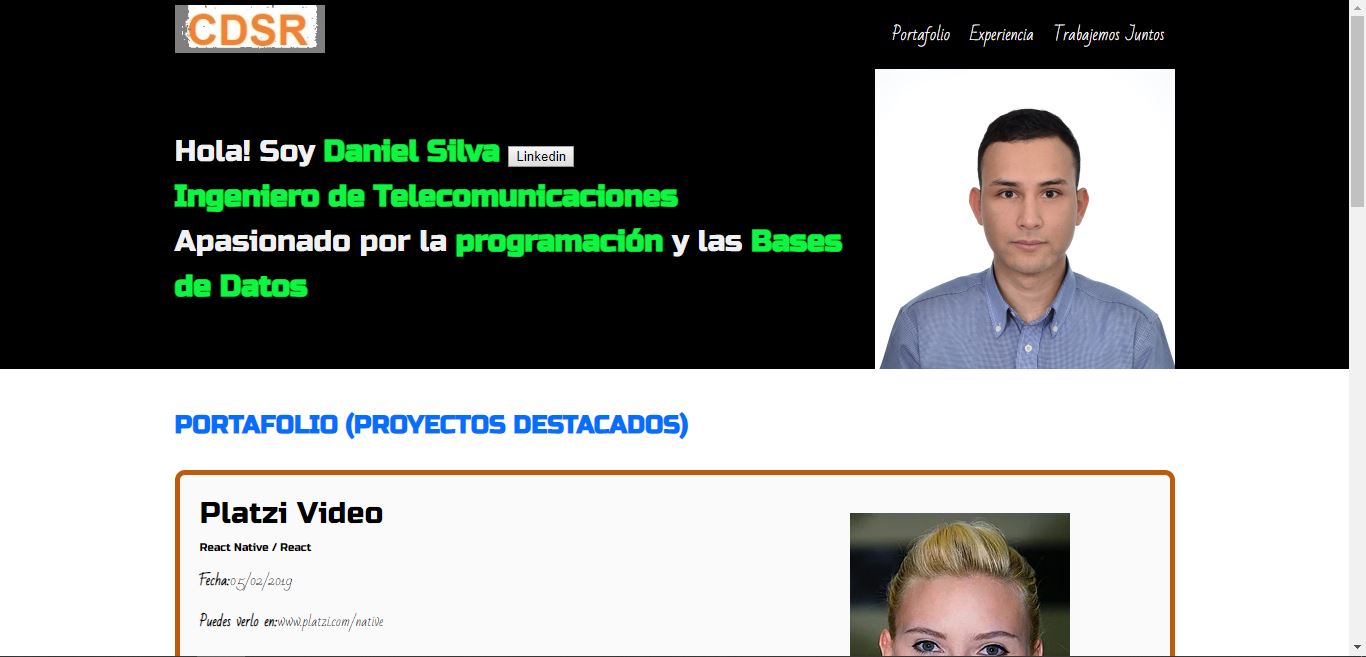 CDSR
Portafolio Experiencia Trabajemos Juntos
Hola! Soy Daniel Silva Linkedin
Ingeniero de Telecomunicaciones
Apasionado por la programación y las Bases
de Datos
PORTAFOLIO (PROYECTOS DESTACADOS)
Platzi Video
React Native / React
Fecha:05/02/2019
Puedes verlo en:www.platzi.com/native